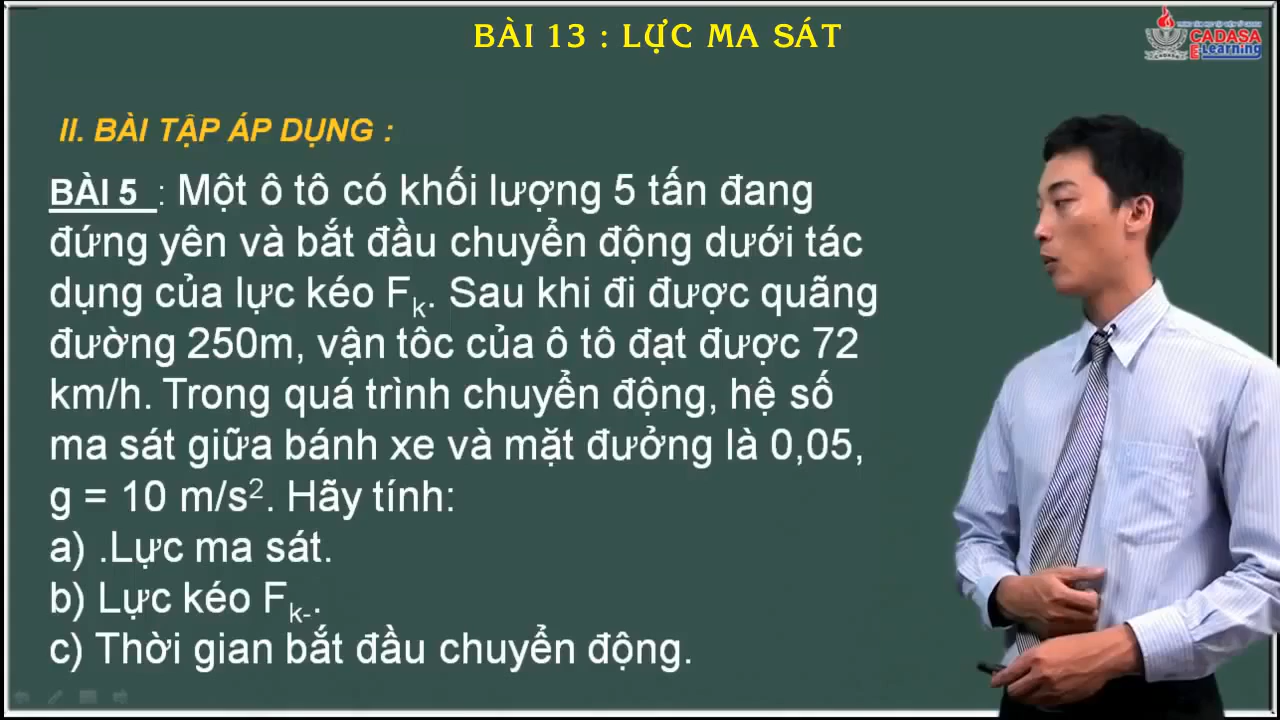 BÀI 13 : LỰC MA SÁT
CADASA
E Learning
II. BÀI TẬP ÁP DỤNG :
BÀI 5 : Một ô tô có khối lượng 5 tấn đang
đứng yên và bắt đầu chuyển động dưới tác
dụng của lực kéo Fk. Sau khi đi được quãng
đường 250m, vận tôc của ô tô đạt được 72
km/h. Trong quá trình chuyển động, hệ số
ma sát giữa bánh xe và mặt đưởng là 0,05,
g = 10 m/s². Hãy tính:
a) .Lực ma sát.
b) Lực kéo Fk-.
c) Thời gian bắt đầu chuyển động.